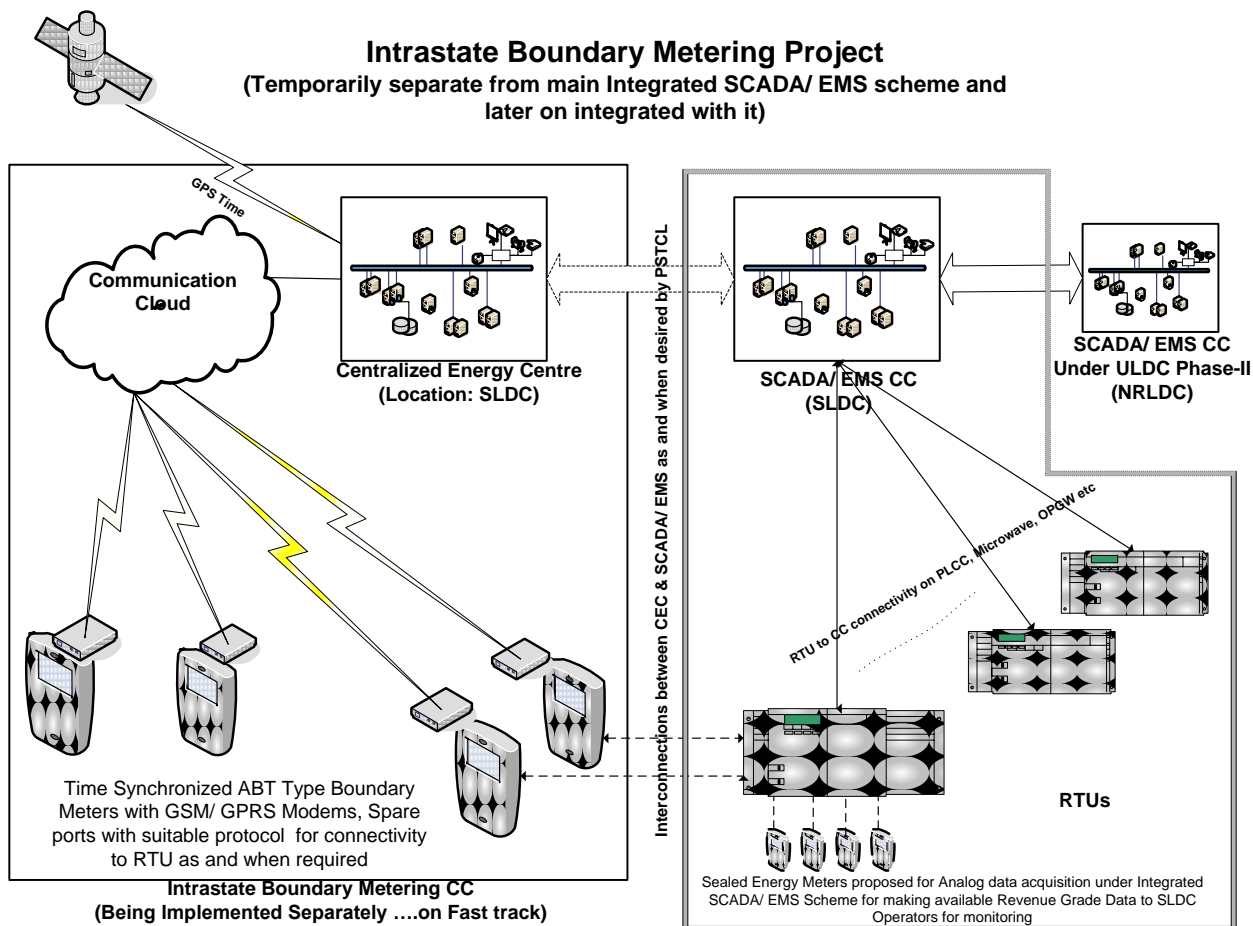 Intrastate Boundary Metering Project
(Temporarily separate from main Integrated SCADA/ EMS scheme and
later on integrated with it)
GPS Time
Communication
Cloud
Centralized Energy Centre
(Location: SLDC)
Interconnections between CEC & SCADA/ EMS as and when desired by PSTCL
SCADA/ EMS CC
(SLDC)
SCADA/ EMS CC
Under ULDC Phase-II
(NRLDC)
RTU to CC connectivity on PLCC, Microwave, OPGW etc
RTUs
Time Synchronized ABT Type Boundary
Meters with GSM/ GPRS Modems, Spare
ports with suitable protocol for connectivity
to RTU as and when required
Intrastate Boundary Metering CC
(Being Implemented Separately ....on Fast track)
Sealed Energy Meters proposed for Analog data acquisition under Integrated
SCADA/ EMS Scheme for making available Revenue Grade Data to SLDC
Operators for monitoring